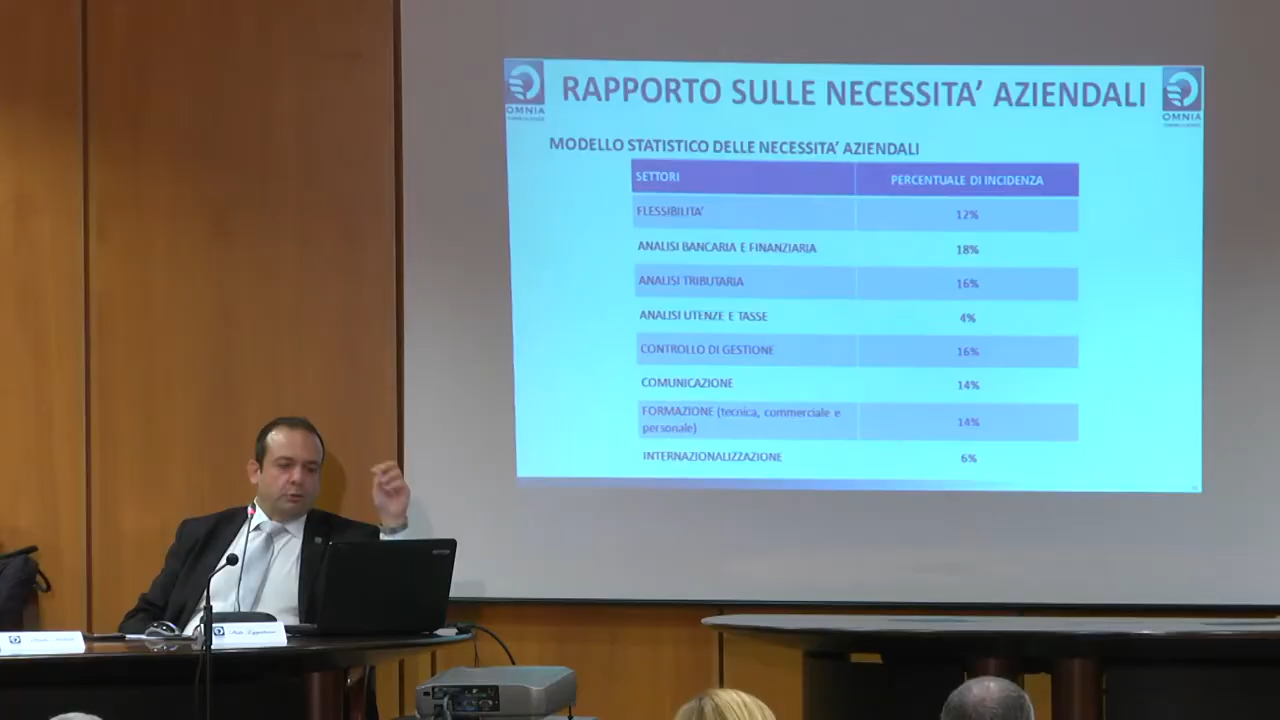 OMNIA
RAPPORTO SULLE NECESSITA’ AZIENDALI
OMNIA
MODELLO STATISTICO DELLE NECESSITA’ AZIENDALI
SETTORI PERCENTUALE DI INCIDENZA
FLESSIBILITA’ 12%
ANALISI BANCARIA E FINANZIARIA 18%
ANALISI TRIBUTARIA 16%
ANALISI UTENZE E TASSE 4%
CONTROLLO DI GESTIONE 16%
COMUNICAZIONE 14%
FORMAZIONE (tecnica, commerciale e
personale) 14%
INTERNAZIONALIZZAZIONE 6%